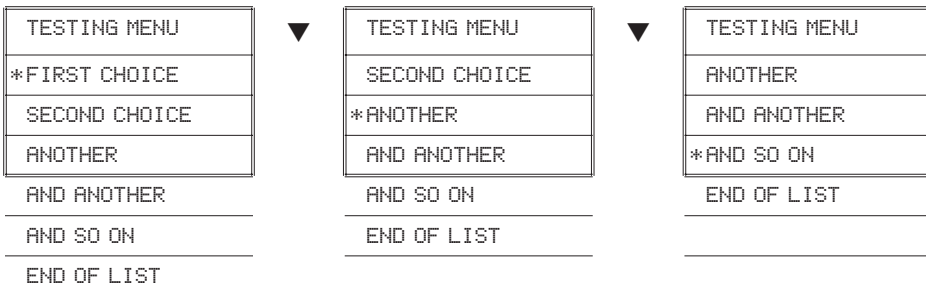 TESTING MENU
*FIRST CHOICE
SECOND CHOICE
ANOTHER
AND ANOTHER
AND SO ON
END OF LIST
TESTING MENU
SECOND CHOICE
*ANOTHER
AND ANOTHER
AND SO ON
END OF LIST
TESTING MENU
ANOTHER
AND ANOTHER
*AND SO ON
END OF LIST